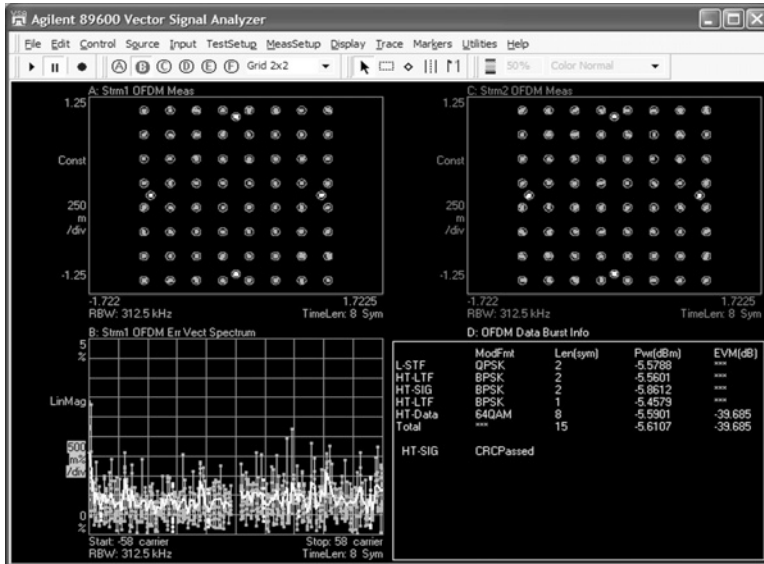 Agilent 89600 Vector Signal Analyzer
File Edit Control Source Input TestSetup MeasSetup Display Trace Markers Utilities Help
A B C D E F Grid 2x2 50% Color Normal
A: Strm1 OFDM Meas
1.25
Const
250
m
/div
-1.25
-1.722 1.7225
RBW: 312.5 kHz TimeLen: 8 Sym
C: Strm2 OFDM Meas
1.25
Const
250
m
/div
-1.25
-1.722 1.7225
RBW: 312.5 kHz TimeLen: 8 Sym
B: Strm1 OFDM Err Vect Spectrum
5
%
LinMag
500
m%
/div
0
%
Start: -58 carrier Stop: 58 carrier
RBW: 312.5 kHz TimeLen: 8 Sym
D: OFDM Data Burst Info
ModFmt Len(sym) Pwr(dBm) EVM(dB)
L-STF QPSK 2 -5.5788 ***
HT-LTF BPSK 2 -5.5601 ***
HT-SIG BPSK 2 -5.8612 ***
HT-LTF BPSK 1 -5.4579 ***
HT-Data 64QAM 8 -5.5901 -39.685
Total *** 15 -5.6107 -39.685
HT-SIG CRCPassed